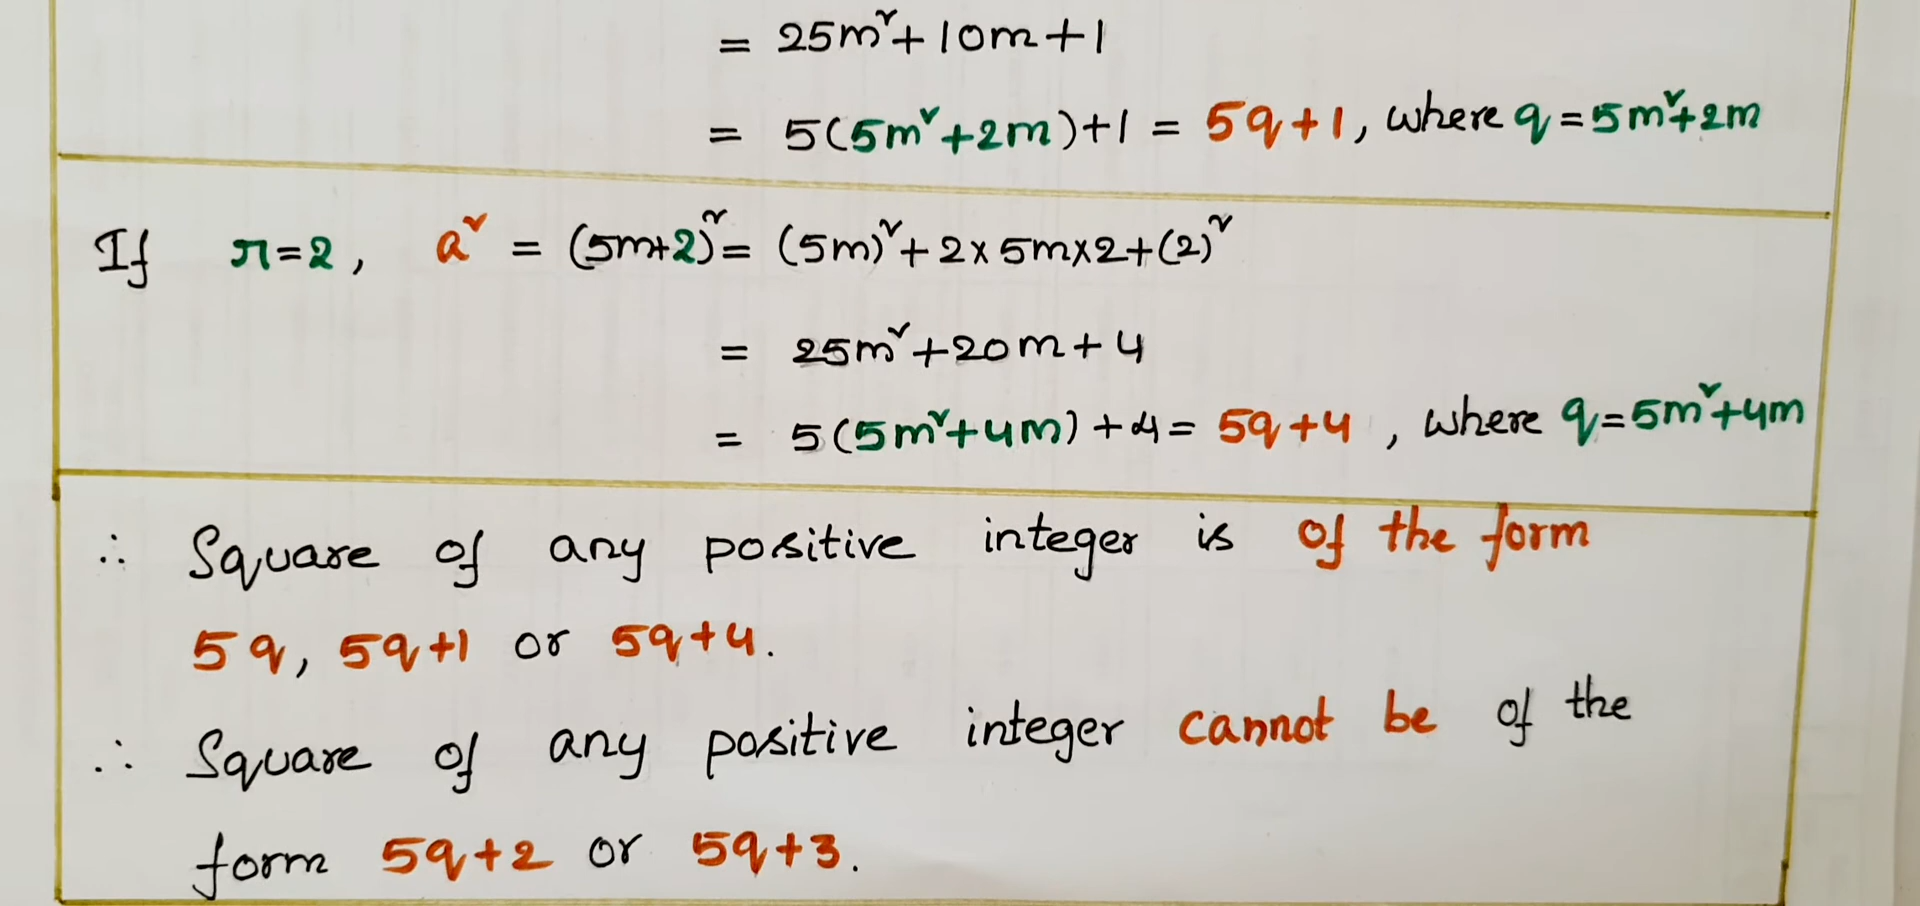 = 25m² + 10m + 1
= 5(5m² + 2m) + 1 = 5q + 1, where q = 5m² + 2m
If r = 2, a² = (5m+2)² = (5m)² + 2 × 5m × 2 + (2)²
= 25m² + 20m + 4
= 5(5m² + 4m) + 4 = 5q + 4, where q = 5m² + 4m
∴ Square of any positive integer is of the form
5q, 5q+1 or 5q+4.
∴ Square of any positive integer cannot be of the
form 5q+2 or 5q+3.